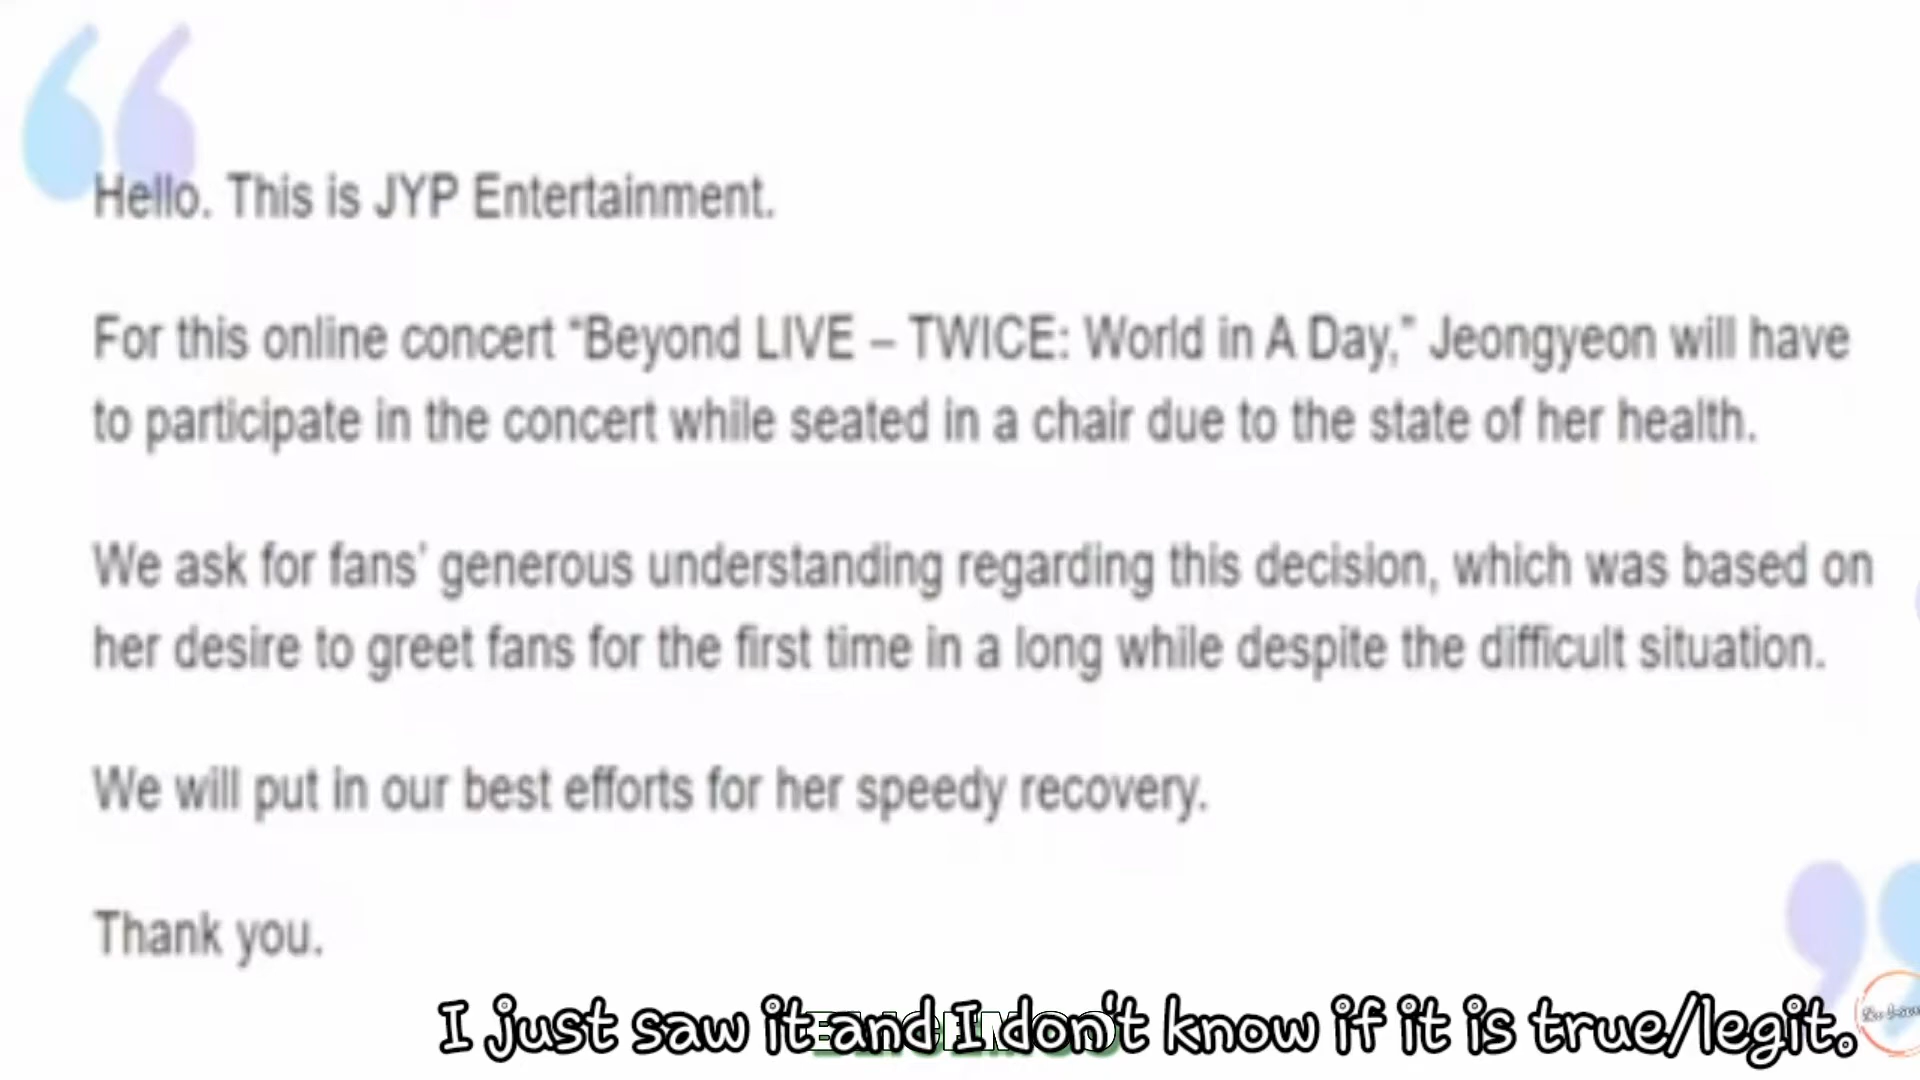 Hello. This is JYP Entertainment.
For this online concert “Beyond LIVE – TWICE: World in A Day,” Jeongyeon will have
to participate in the concert while seated in a chair due to the state of her health.
We ask for fans’ generous understanding regarding this decision, which was based on
her desire to greet fans for the first time in a long while despite the difficult situation.
We will put in our best efforts for her speedy recovery.
Thank you.
I just saw it and I don't know if it is true/legit.